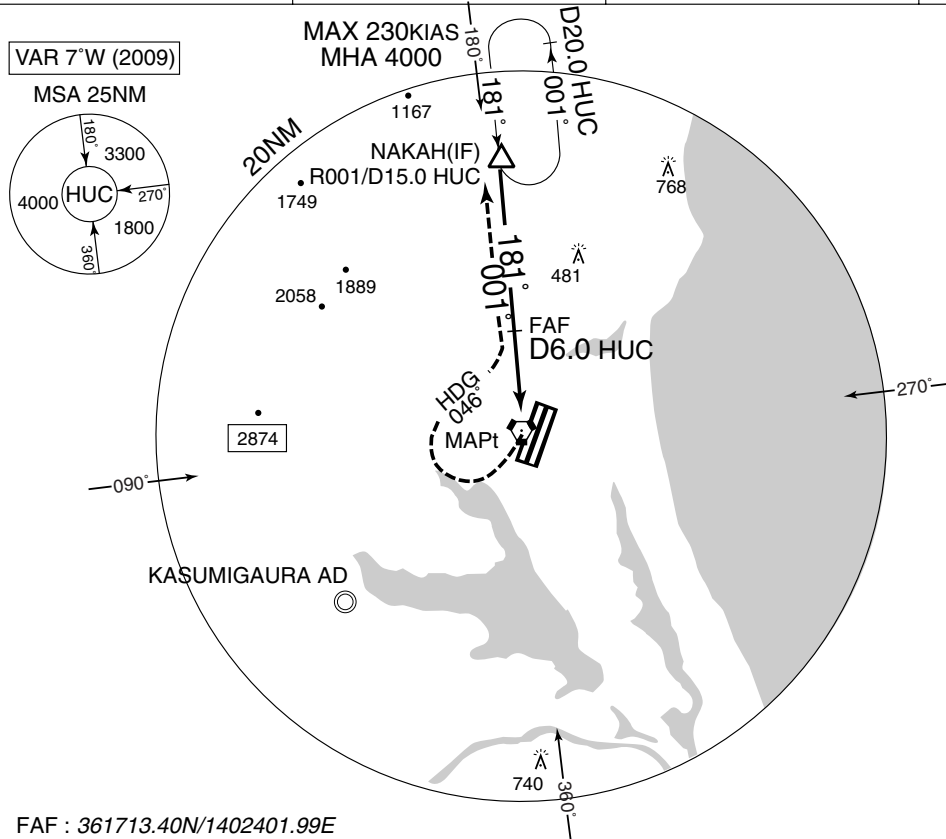 VAR 7°W (2009)
MSA 25NM
180°
3300
HUC
4000
270°
1800
360°
MAX 230KIAS
MHA 4000
180°
181°
D20.0 HUC
001°
1167
20NM
NAKAH(IF)
R001/D15.0 HUC
1749
768
481
181°
001°
1889
2058
FAF
D6.0 HUC
HDG
046°
270°
MAPt
2874
090°
KASUMIGAURA AD
740
360°
FAF : 361713.40N/1402401.99E